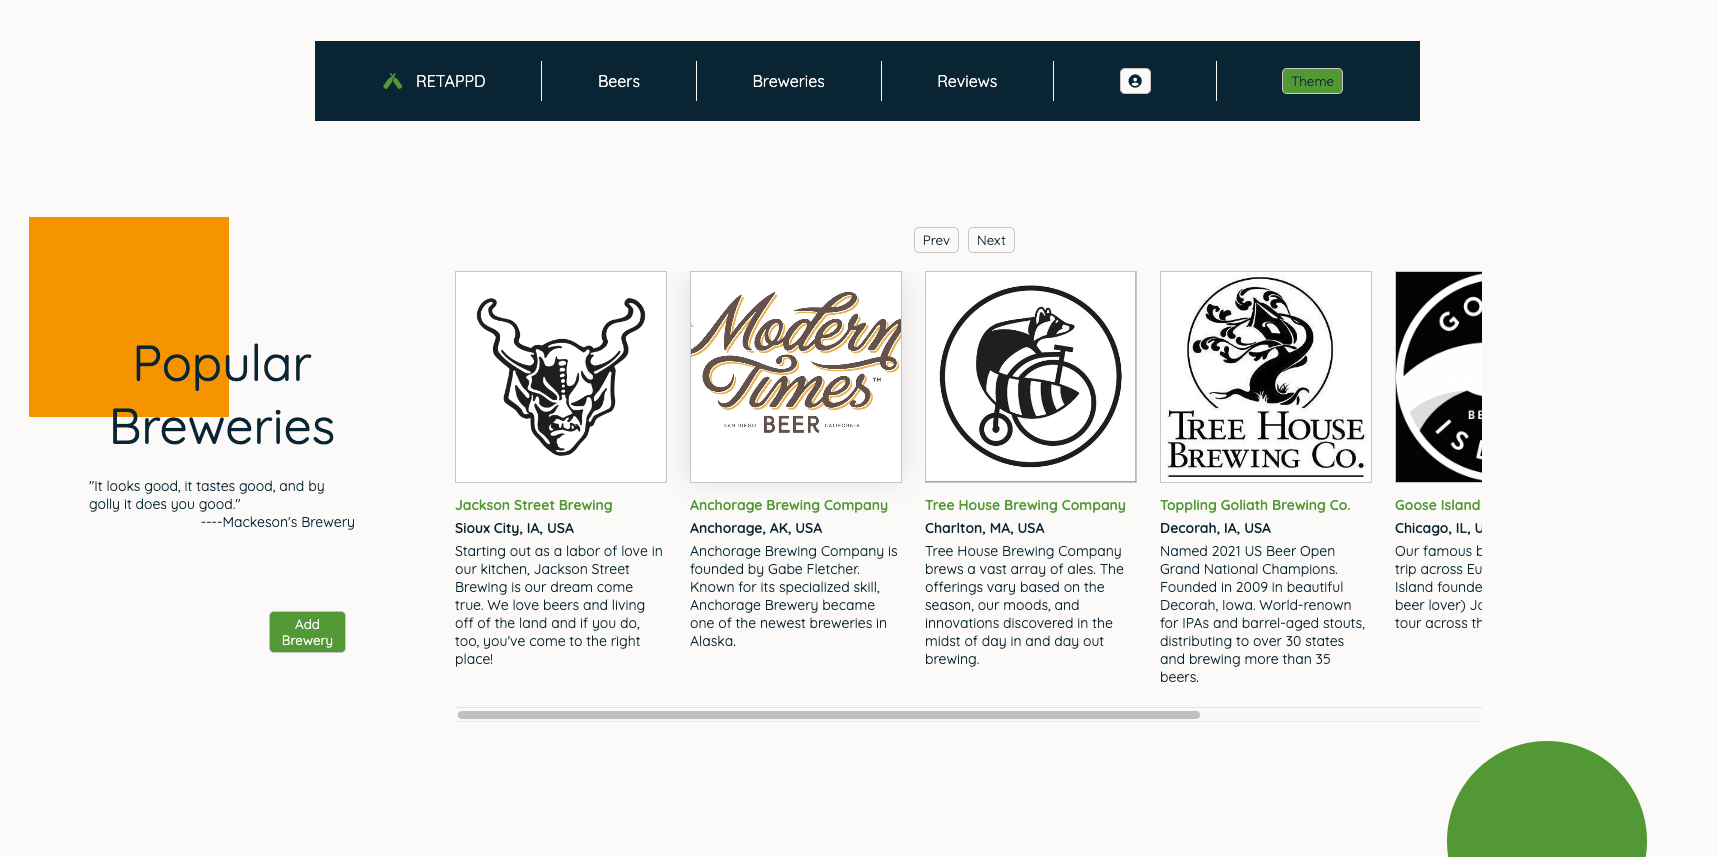 RETAPPD
Beers
Breweries
Reviews
Theme
Popular
Breweries
"It looks good, it tastes good, and by
golly it does you good."
----Mackeson's Brewery
Add
Brewery
Prev
Next
Jackson Street Brewing
Sioux City, IA, USA
Starting out as a labor of love in
our kitchen, Jackson Street
Brewing is our dream come
true. We love beers and living
off of the land and if you do,
too, you've come to the right
place!
Modern
Times
TM
SAN DIEGO BEER CALIFORNIA
Anchorage Brewing Company
Anchorage, AK, USA
Anchorage Brewing Company is
founded by Gabe Fletcher.
Known for its specialized skill,
Anchorage Brewery became
one of the newest breweries in
Alaska.
Tree House Brewing Company
Charlton, MA, USA
Tree House Brewing Company
brews a vast array of ales. The
offerings vary based on the
season, our moods, and
innovations discovered in the
midst of day in and day out
brewing.
TREE HOUSE
BREWING CO.
Toppling Goliath Brewing Co.
Decorah, IA, USA
Named 2021 US Beer Open
Grand National Champions.
Founded in 2009 in beautiful
Decorah, Iowa. World-renown
for IPAs and barrel-aged stouts,
distributing to over 30 states
and brewing more than 35
beers.
GO
BE
ISL
Goose Island
Chicago, IL, U
Our famous b
trip across Eu
Island founde
beer lover) Jo
tour across th